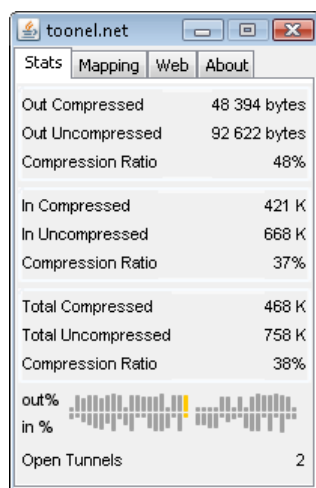 toonel.net
Stats Mapping Web About
Out Compressed 48 394 bytes
Out Uncompressed 92 622 bytes
Compression Ratio 48%
In Compressed 421 K
In Uncompressed 668 K
Compression Ratio 37%
Total Compressed 468 K
Total Uncompressed 758 K
Compression Ratio 38%
out%
in %
Open Tunnels 2